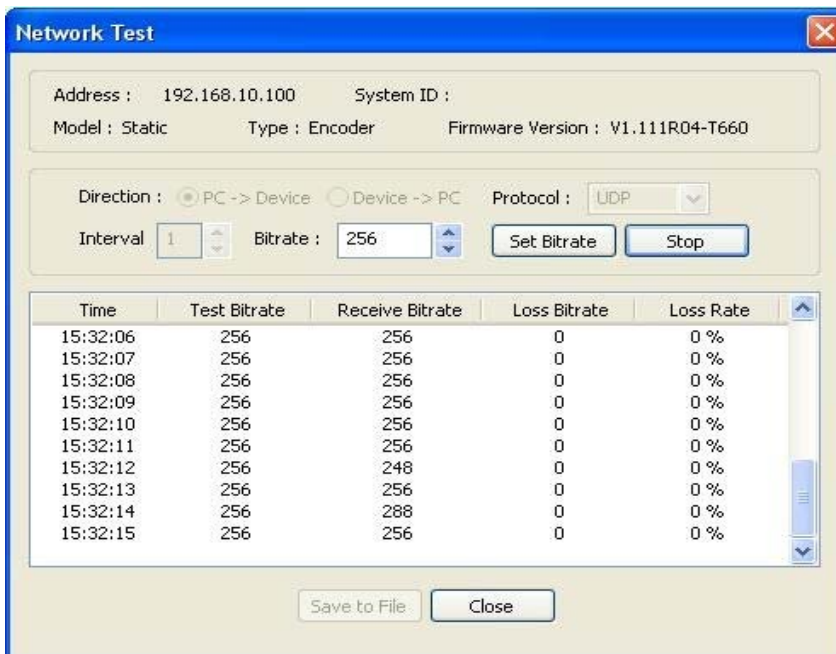 Network Test
Address : 192.168.10.100 System ID :
Model : Static Type : Encoder Firmware Version : V1.111R04-T660
Direction : PC -> Device Device -> PC Protocol : UDP
Interval 1 Bitrate : 256 Set Bitrate Stop
Time Test Bitrate Receive Bitrate Loss Bitrate Loss Rate
15:32:06 256 256 0 0 %
15:32:07 256 256 0 0 %
15:32:08 256 256 0 0 %
15:32:09 256 256 0 0 %
15:32:10 256 256 0 0 %
15:32:11 256 256 0 0 %
15:32:12 256 248 0 0 %
15:32:13 256 256 0 0 %
15:32:14 256 288 0 0 %
15:32:15 256 256 0 0 %
Save to File Close